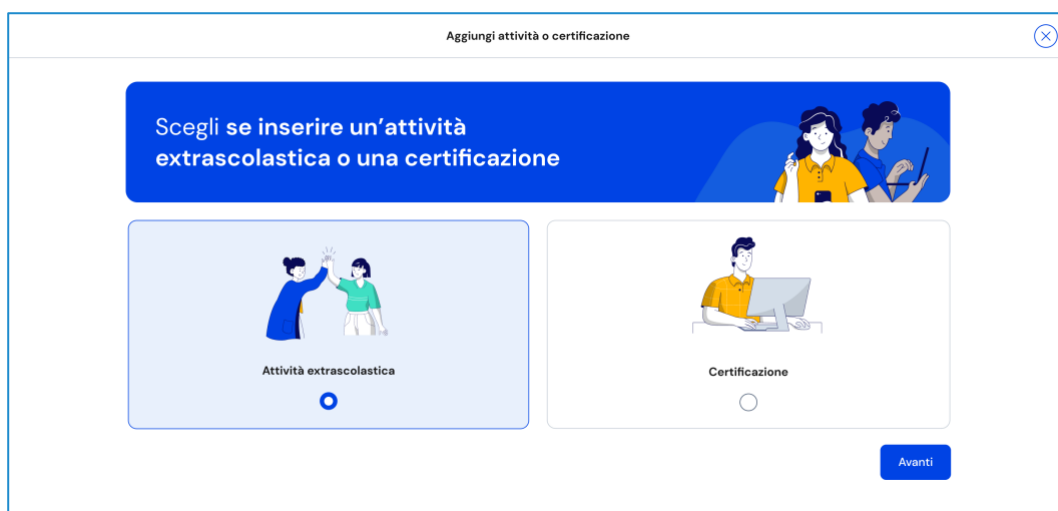 Aggiungi attività o certificazione
Scegli se inserire un'attività
extrascolastica o una certificazione
Attività extrascolastica
Certificazione
Avanti